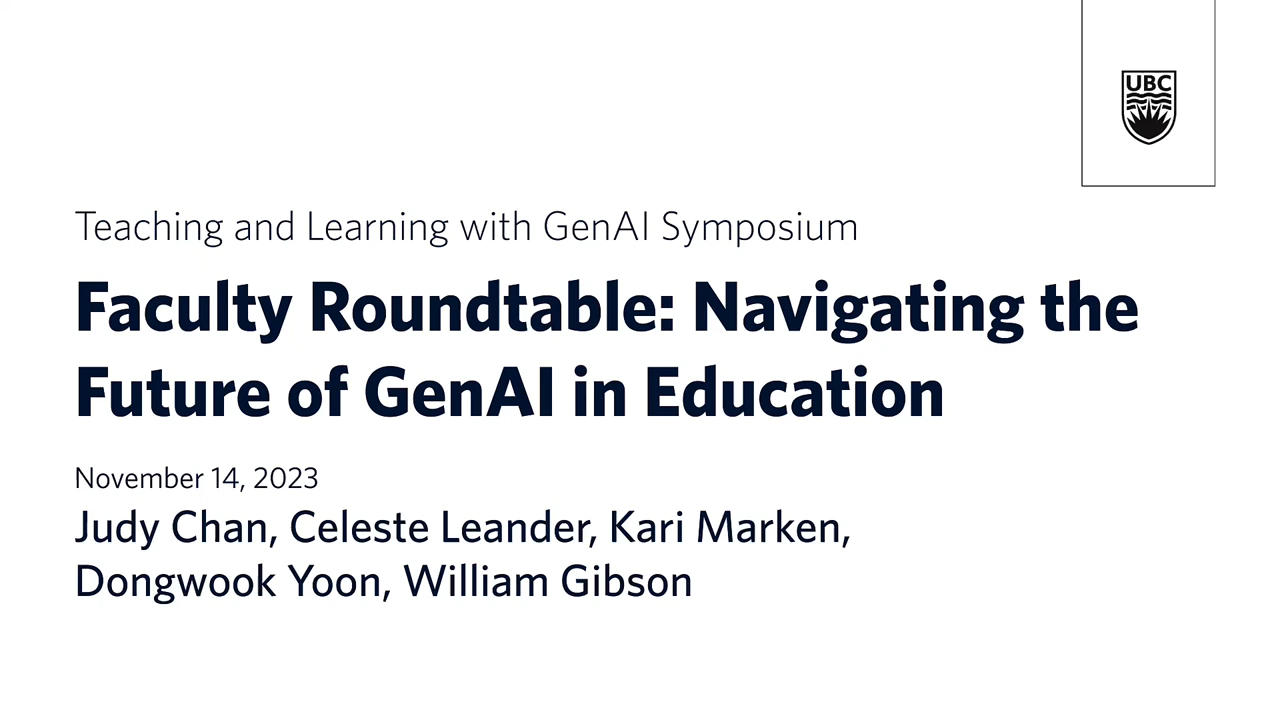 UBC
Teaching and Learning with GenAI Symposium
Faculty Roundtable: Navigating the
Future of GenAI in Education
November 14, 2023
Judy Chan, Celeste Leander, Kari Marken,
Dongwook Yoon, William Gibson